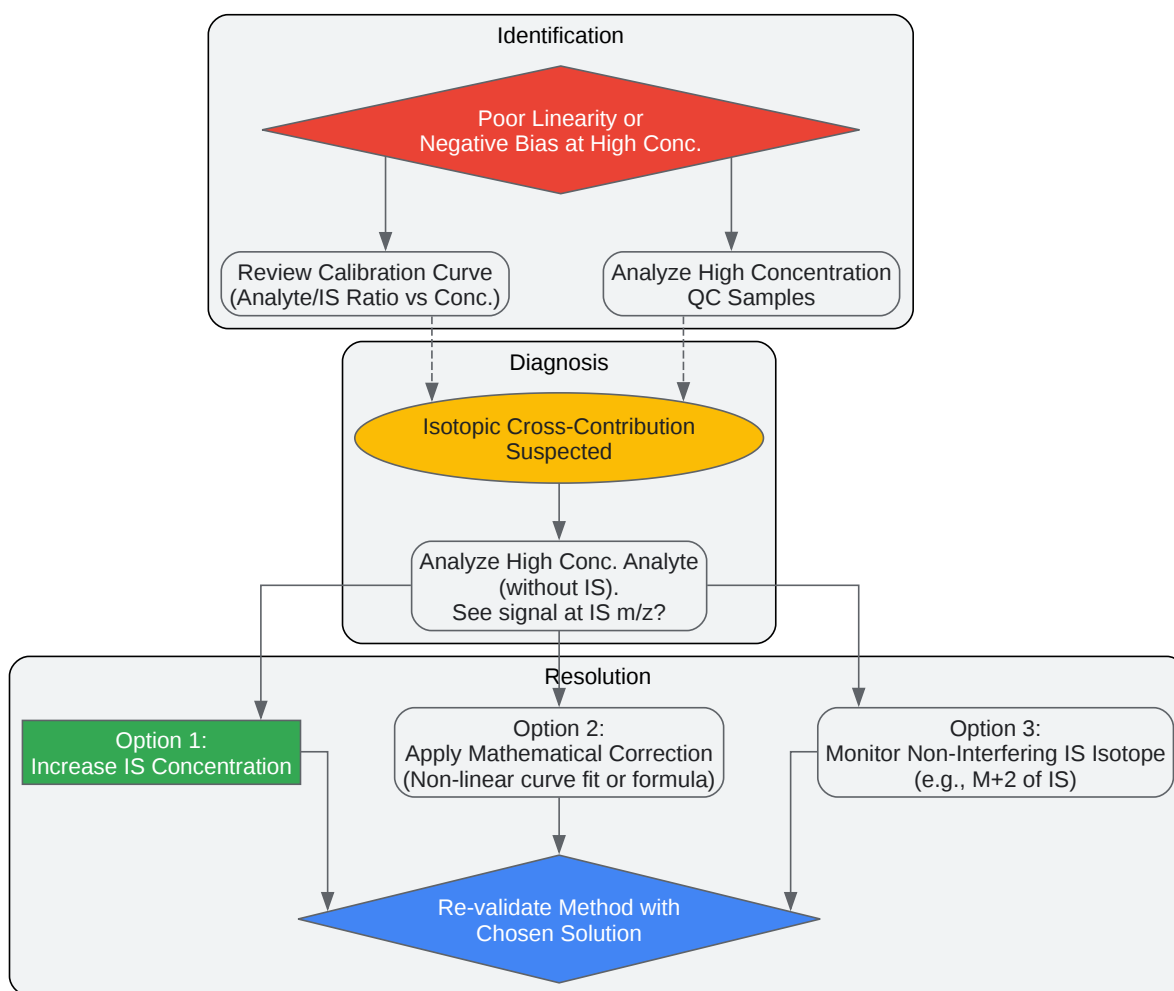 Identification
Poor Linearity or
Negative Bias at High Conc.
Review Calibration Curve
(Analyte/IS Ratio vs Conc.)
Analyze High Concentration
QC Samples
Diagnosis
Isotopic Cross-Contribution
Suspected
Analyze High Conc. Analyte
(without IS).
See signal at IS m/z?
Resolution
Option 1:
Increase IS Concentration
Option 2:
Apply Mathematical Correction
(Non-linear curve fit or formula)
Option 3:
Monitor Non-Interfering IS Isotope
(e.g., M+2 of IS)
Re-validate Method with
Chosen Solution